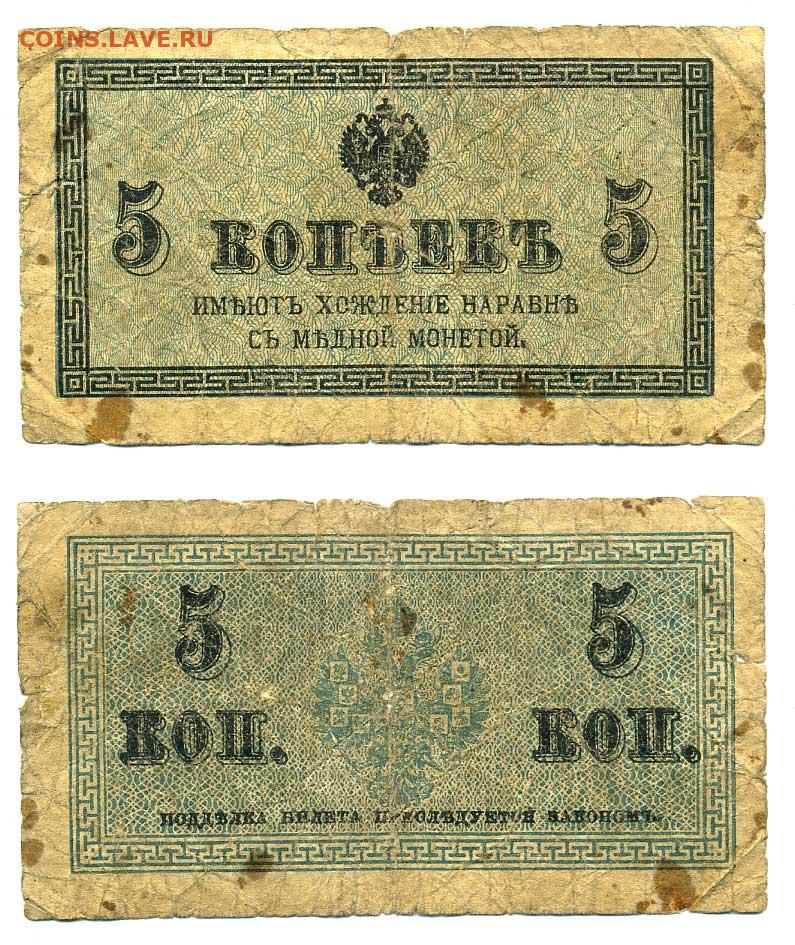 COINS.LAVE.RU
5 КОПѢЕКЪ 5
ИМѢЮТЪ ХОЖДЕНІЕ НАРАВНѢ
СЪ МѢДНОЙ МОНЕТОЙ.
5 5
КОП. КОП.
ПОДДѢЛКА БИЛЕТА ПРЕСЛѢДУЕТСЯ ЗАКОНОМЪ.